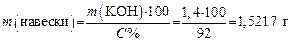 m(навески) = m(KOH)·100 / C% = 1,4·100 / 92 = 1,5217 г